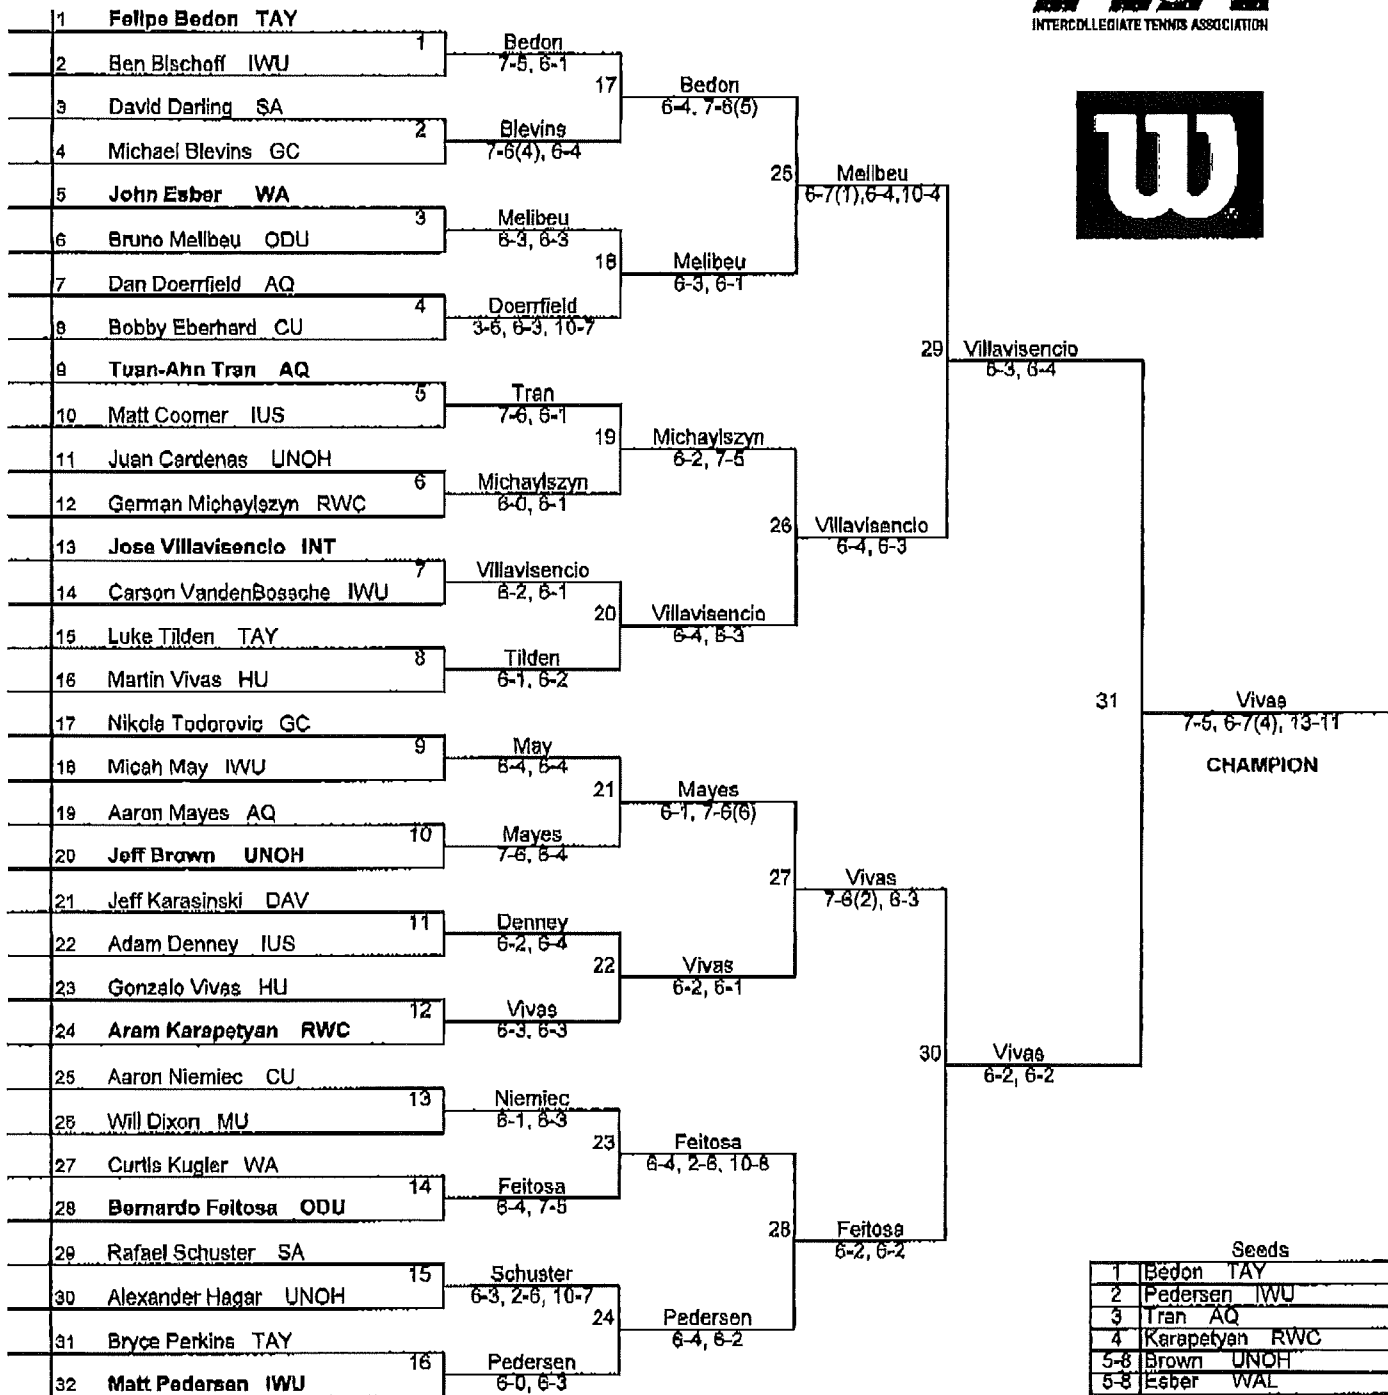 INTERCOLLEGIATE TENNIS ASSOCIATION
W
1 Felipe Bedon TAY
2 Ben Bischoff IWU
3 David Darling SA
4 Michael Blevins GC
5 John Esber WA
6 Bruno Melibeu ODU
7 Dan Doerrfield AQ
8 Bobby Eberhard CU
9 Tuan-Ahn Tran AQ
10 Matt Coomer IUS
11 Juan Cardenas UNOH
12 German Michaylszyn RWC
13 Jose Villavisencio INT
14 Carson VandenBossche IWU
15 Luke Tilden TAY
16 Martin Vivas HU
17 Nikola Todorovic GC
18 Micah May IWU
19 Aaron Mayes AQ
20 Jeff Brown UNOH
21 Jeff Karasinski DAV
22 Adam Denney IUS
23 Gonzalo Vivas HU
24 Aram Karapetyan RWC
25 Aaron Niemiec CU
26 Will Dixon MU
27 Curtis Kugler WA
28 Bernardo Feitosa ODU
29 Rafael Schuster SA
30 Alexander Hagar UNOH
31 Bryce Perkins TAY
32 Matt Pedersen IWU
1 Bedon
7-5, 6-1
2 Blevins
7-6(4), 6-4
3 Melibeu
6-3, 6-3
4 Doerrfield
3-6, 6-3, 10-7
5 Tran
7-6, 6-1
6 Michaylszyn
6-0, 6-1
7 Villavisencio
6-2, 6-1
8 Tilden
6-1, 6-2
9 May
6-4, 6-4
10 Mayes
7-6, 6-4
11 Denney
6-2, 6-4
12 Vivas
6-3, 6-3
13 Niemiec
6-1, 6-3
14 Feitosa
6-4, 7-5
15 Schuster
6-3, 2-6, 10-7
16 Pedersen
6-0, 6-3
17 Bedon
6-4, 7-6(5)
18 Melibeu
6-3, 6-1
19 Michaylszyn
6-2, 7-5
20 Villavisencio
6-4, 6-3
21 Mayes
6-1, 7-6(6)
22 Vivas
6-2, 6-1
23 Feitosa
6-4, 2-6, 10-8
24 Pedersen
6-4, 6-2
25 Melibeu
6-7(1),6-4,10-4
26 Villavisencio
6-4, 6-3
27 Vivas
7-6(2), 6-3
28 Feitosa
6-2, 6-2
29 Villavisencio
6-3, 6-4
30 Vivas
6-2, 6-2
31 Vivas
7-5, 6-7(4), 13-11
CHAMPION
Seeds
1 Bedon TAY
2 Pedersen IWU
3 Tran AQ
4 Karapetyan RWC
5-8 Brown UNOH
5-8 Esber WAL